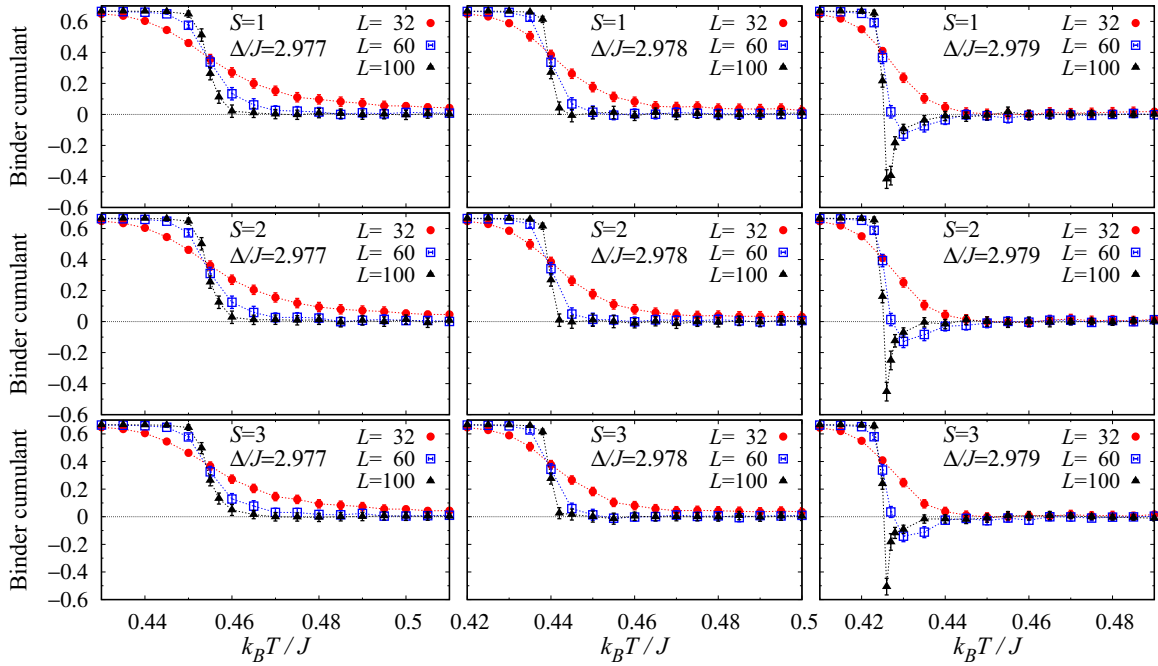 Binder cumulant
0.6
0.4
0.2
0
−0.2
−0.4
−0.6
S=1
Δ/J=2.977
L= 32
L= 60
L=100
S=1
Δ/J=2.978
L= 32
L= 60
L=100
S=1
Δ/J=2.979
L= 32
L= 60
L=100
Binder cumulant
0.6
0.4
0.2
0
−0.2
−0.4
−0.6
S=2
Δ/J=2.977
L= 32
L= 60
L=100
S=2
Δ/J=2.978
L= 32
L= 60
L=100
S=2
Δ/J=2.979
L= 32
L= 60
L=100
Binder cumulant
0.6
0.4
0.2
0
−0.2
−0.4
−0.6
S=3
Δ/J=2.977
L= 32
L= 60
L=100
S=3
Δ/J=2.978
L= 32
L= 60
L=100
S=3
Δ/J=2.979
L= 32
L= 60
L=100
0.44 0.46 0.48 0.5
0.42 0.44 0.46 0.48 0.5
0.42 0.44 0.46 0.48
k_BT / J
k_BT / J
k_BT / J